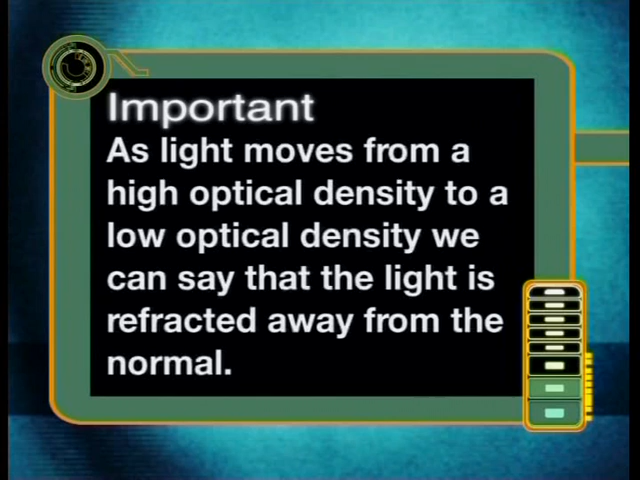 Important
As light moves from a
high optical density to a
low optical density we
can say that the light is
refracted away from the
normal.